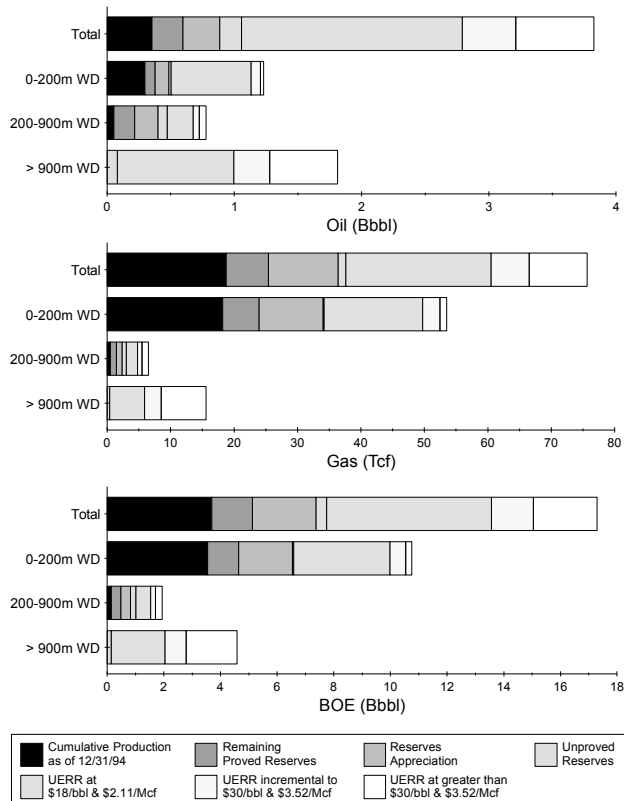 Total
0-200m WD
200-900m WD
> 900m WD
0 1 2 3 4
Oil (Bbbl)
Total
0-200m WD
200-900m WD
> 900m WD
0 10 20 30 40 50 60 70 80
Gas (Tcf)
Total
0-200m WD
200-900m WD
> 900m WD
0 2 4 6 8 10 12 14 16 18
BOE (Bbbl)
Cumulative Production
as of 12/31/94
Remaining
Proved Reserves
Reserves
Appreciation
Unproved
Reserves
UERR at
$18/bbl & $2.11/Mcf
UERR incremental to
$30/bbl & $3.52/Mcf
UERR at greater than
$30/bbl & $3.52/Mcf